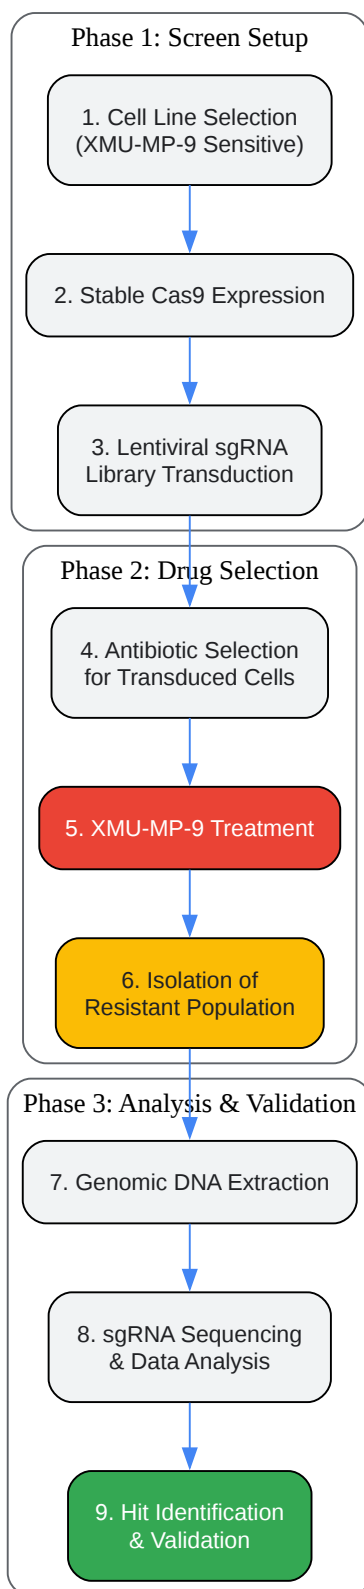 Phase 1: Screen Setup
1. Cell Line Selection
(XMU-MP-9 Sensitive)
2. Stable Cas9 Expression
3. Lentiviral sgRNA
Library Transduction
Phase 2: Drug Selection
4. Antibiotic Selection
for Transduced Cells
5. XMU-MP-9 Treatment
6. Isolation of
Resistant Population
Phase 3: Analysis & Validation
7. Genomic DNA Extraction
8. sgRNA Sequencing
& Data Analysis
9. Hit Identification
& Validation